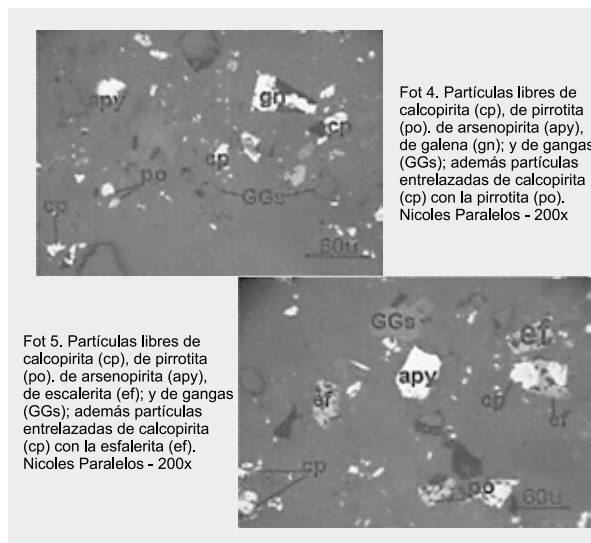 apy
gn
cp
cp
po
GGs
cp
60u
Fot 4. Partículas libres de
calcopirita (cp), de pirrotita
(po). de arsenopirita (apy),
de galena (gn); y de gangas
(GGs); además partículas
entrelazadas de calcopirita
(cp) con la pirrotita (po).
Nicoles Paralelos - 200x
Fot 5. Partículas libres de
calcopirita (cp), de pirrotita
(po). de arsenopirita (apy),
de escalerita (ef); y de gangas
(GGs); además partículas
entrelazadas de calcopirita
(cp) con la esfalerita (ef).
Nicoles Paralelos - 200x
GGs
ef
apy
ef
cp
ef
cp
po
60u